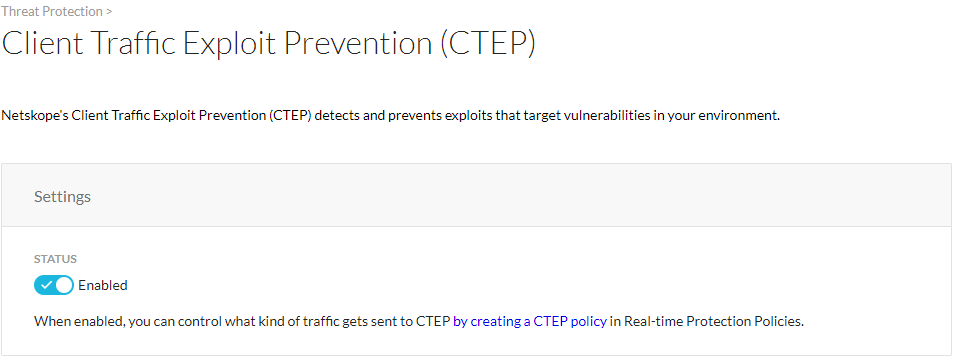 Threat Protection >
Client Traffic Exploit Prevention (CTEP)
Netskope's Client Traffic Exploit Prevention (CTEP) detects and prevents exploits that target vulnerabilities in your environment.
Settings
STATUS
Enabled
When enabled, you can control what kind of traffic gets sent to CTEP by creating a CTEP policy in Real-time Protection Policies.